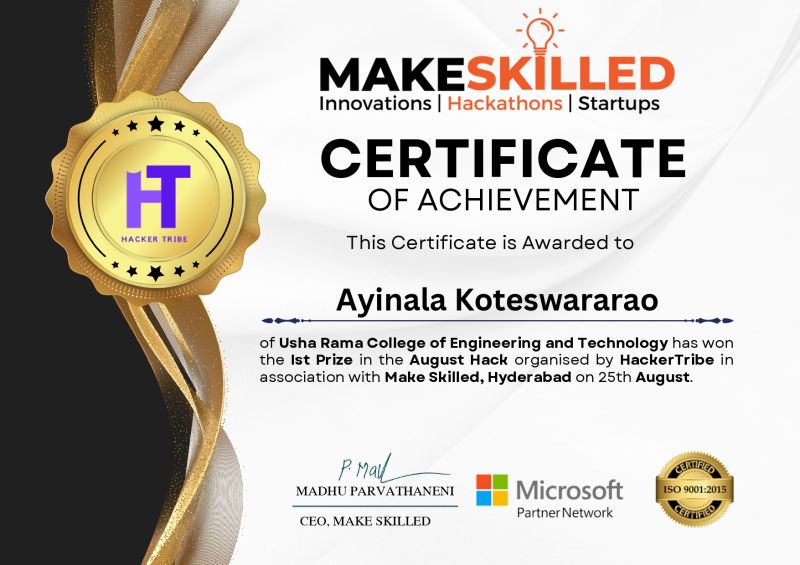 MAKESKILLED
Innovations | Hackathons | Startups
CERTIFICATE
OF ACHIEVEMENT
This Certificate is Awarded to
HT
HACKER TRIBE
Ayinala Koteswararao
of Usha Rama College of Engineering and Technology has won
the Ist Prize in the August Hack organised by HackerTribe in
association with Make Skilled, Hyderabad on 25th August.
MADHU PARVATHANENI
CEO, MAKE SKILLED
Microsoft
Partner Network
CERTIFIED
ISO 9001:2015
CERTIFIED